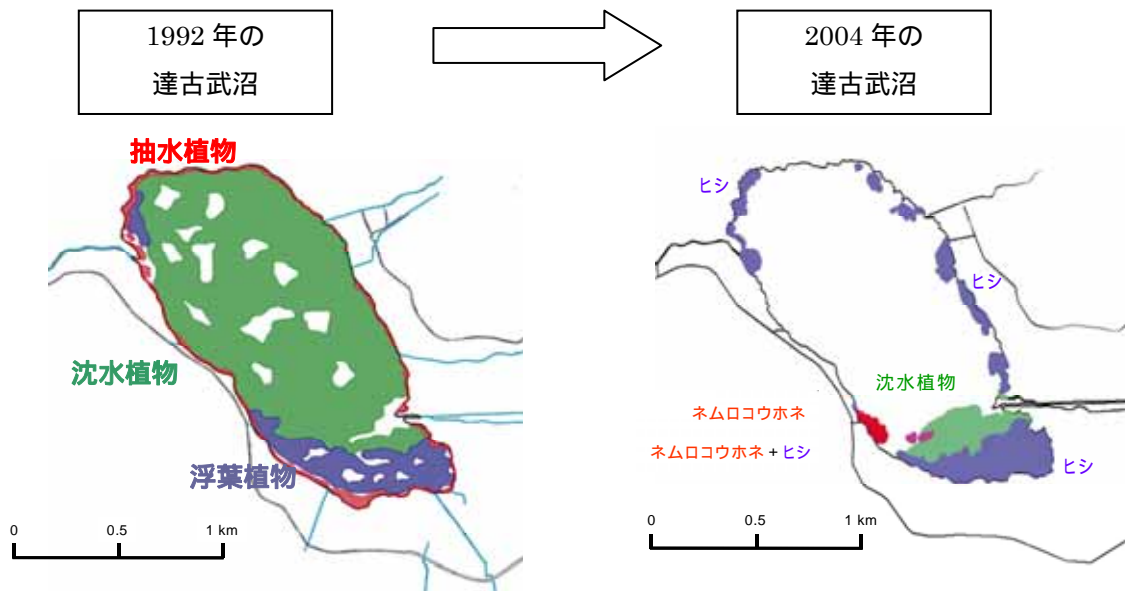 1992 年の
達古武沼
2004 年の
達古武沼
抽水植物
沈水植物
浮葉植物
0 0.5 1 km
ヒシ
ヒシ
沈水植物
ネムロコウホネ
ネムロコウホネ + ヒシ
ヒシ
0 0.5 1 km